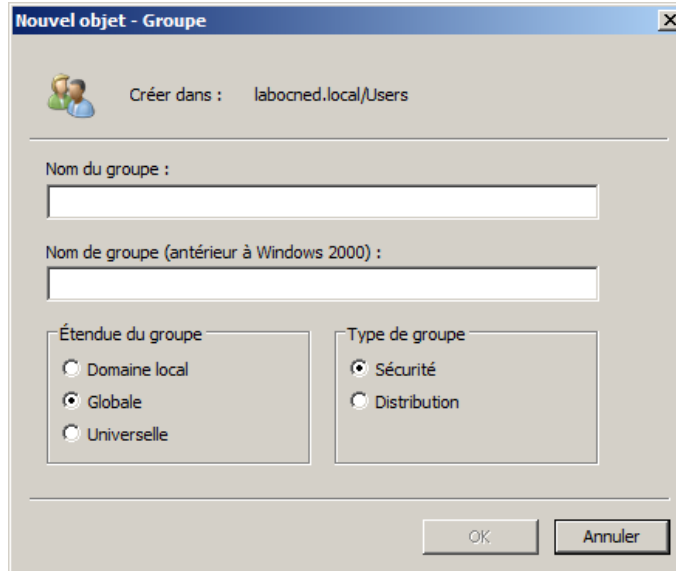 Nouvel objet - Groupe
Créer dans : labocned.local/Users
Nom du groupe :
Nom de groupe (antérieur à Windows 2000) :
Étendue du groupe
Domaine local
Globale
Universelle
Type de groupe
Sécurité
Distribution
OK
Annuler